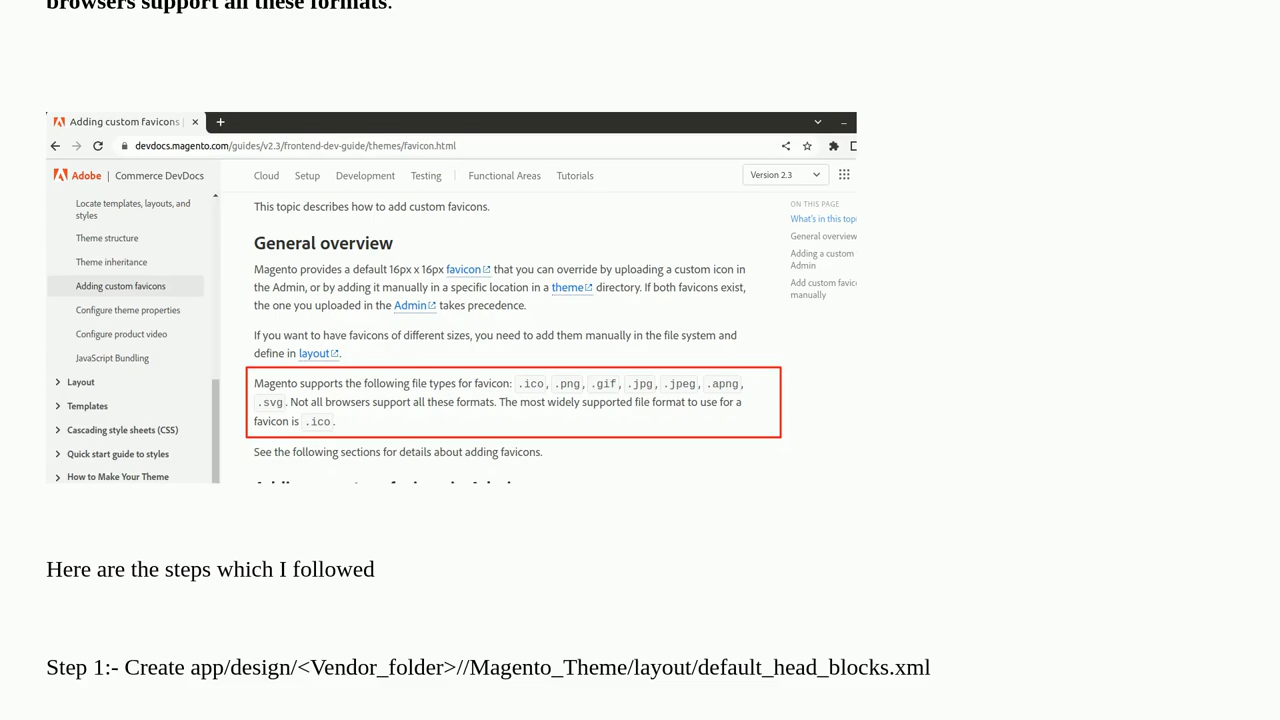 browsers support all these formats.
Adding custom favicons |
devdocs.magento.com/guides/v2.3/frontend-dev-guide/themes/favicon.html
Adobe | Commerce DevDocs
Cloud Setup Development Testing Functional Areas Tutorials
Version 2.3
Locate templates, layouts, and
styles
Theme structure
Theme inheritance
Adding custom favicons
Configure theme properties
Configure product video
JavaScript Bundling
Layout
Templates
Cascading style sheets (CSS)
Quick start guide to styles
How to Make Your Theme
This topic describes how to add custom favicons.
General overview
Magento provides a default 16px x 16px favicon that you can override by uploading a custom icon in
the Admin, or by adding it manually in a specific location in a theme directory. If both favicons exist,
the one you uploaded in the Admin takes precedence.
If you want to have favicons of different sizes, you need to add them manually in the file system and
define in layout.
Magento supports the following file types for favicon: .ico, .png, .gif, .jpg, .jpeg, .apng,
.svg. Not all browsers support all these formats. The most widely supported file format to use for a
favicon is .ico.
See the following sections for details about adding favicons.
ON THIS PAGE
What's in this
General overview
Adding a custom
Admin
Add custom
manually
Here are the steps which I followed
Step 1:- Create app/design/<Vendor_folder>//Magento_Theme/layout/default_head_blocks.xml